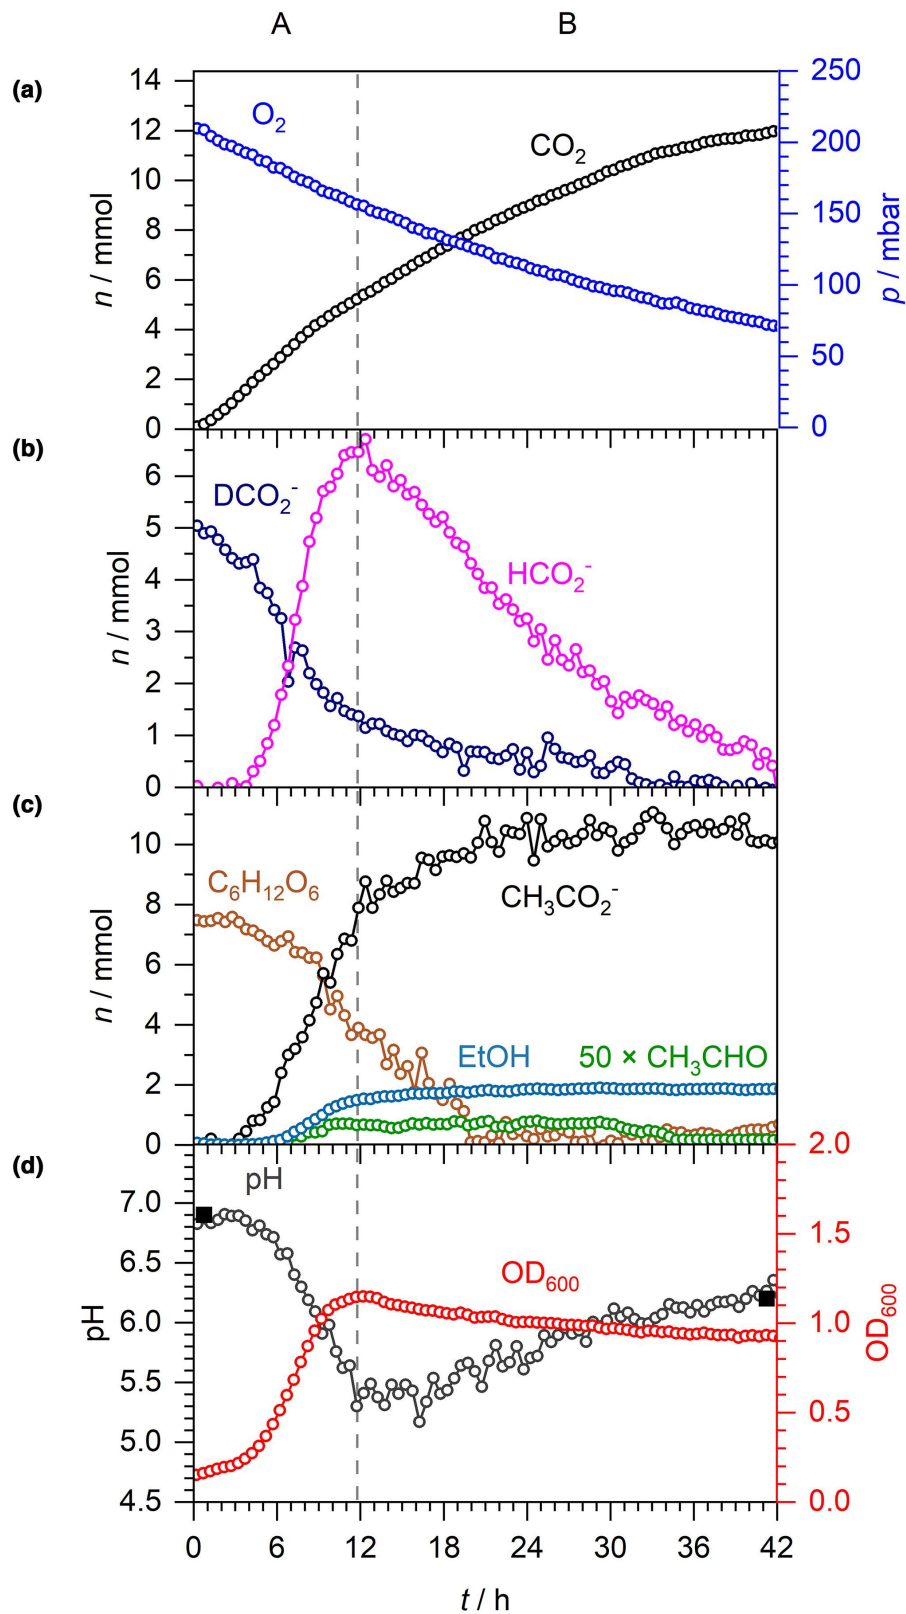 A B
(a)
14
12
10
8
6
4
2
0
n / mmol
O₂
CO₂
250
200
150
100
50
0
p / mbar
(b)
6
5
4
3
2
1
0
n / mmol
DCO₂⁻
HCO₂⁻
(c)
10
8
6
4
2
0
n / mmol
C₆H₁₂O₆
CH₃CO₂⁻
EtOH
50 × CH₃CHO
(d)
7.0
6.5
6.0
5.5
5.0
4.5
pH
pH
OD₆₀₀
2.0
1.5
1.0
0.5
0.0
OD₆₀₀
0 6 12 18 24 30 36 42
t / h